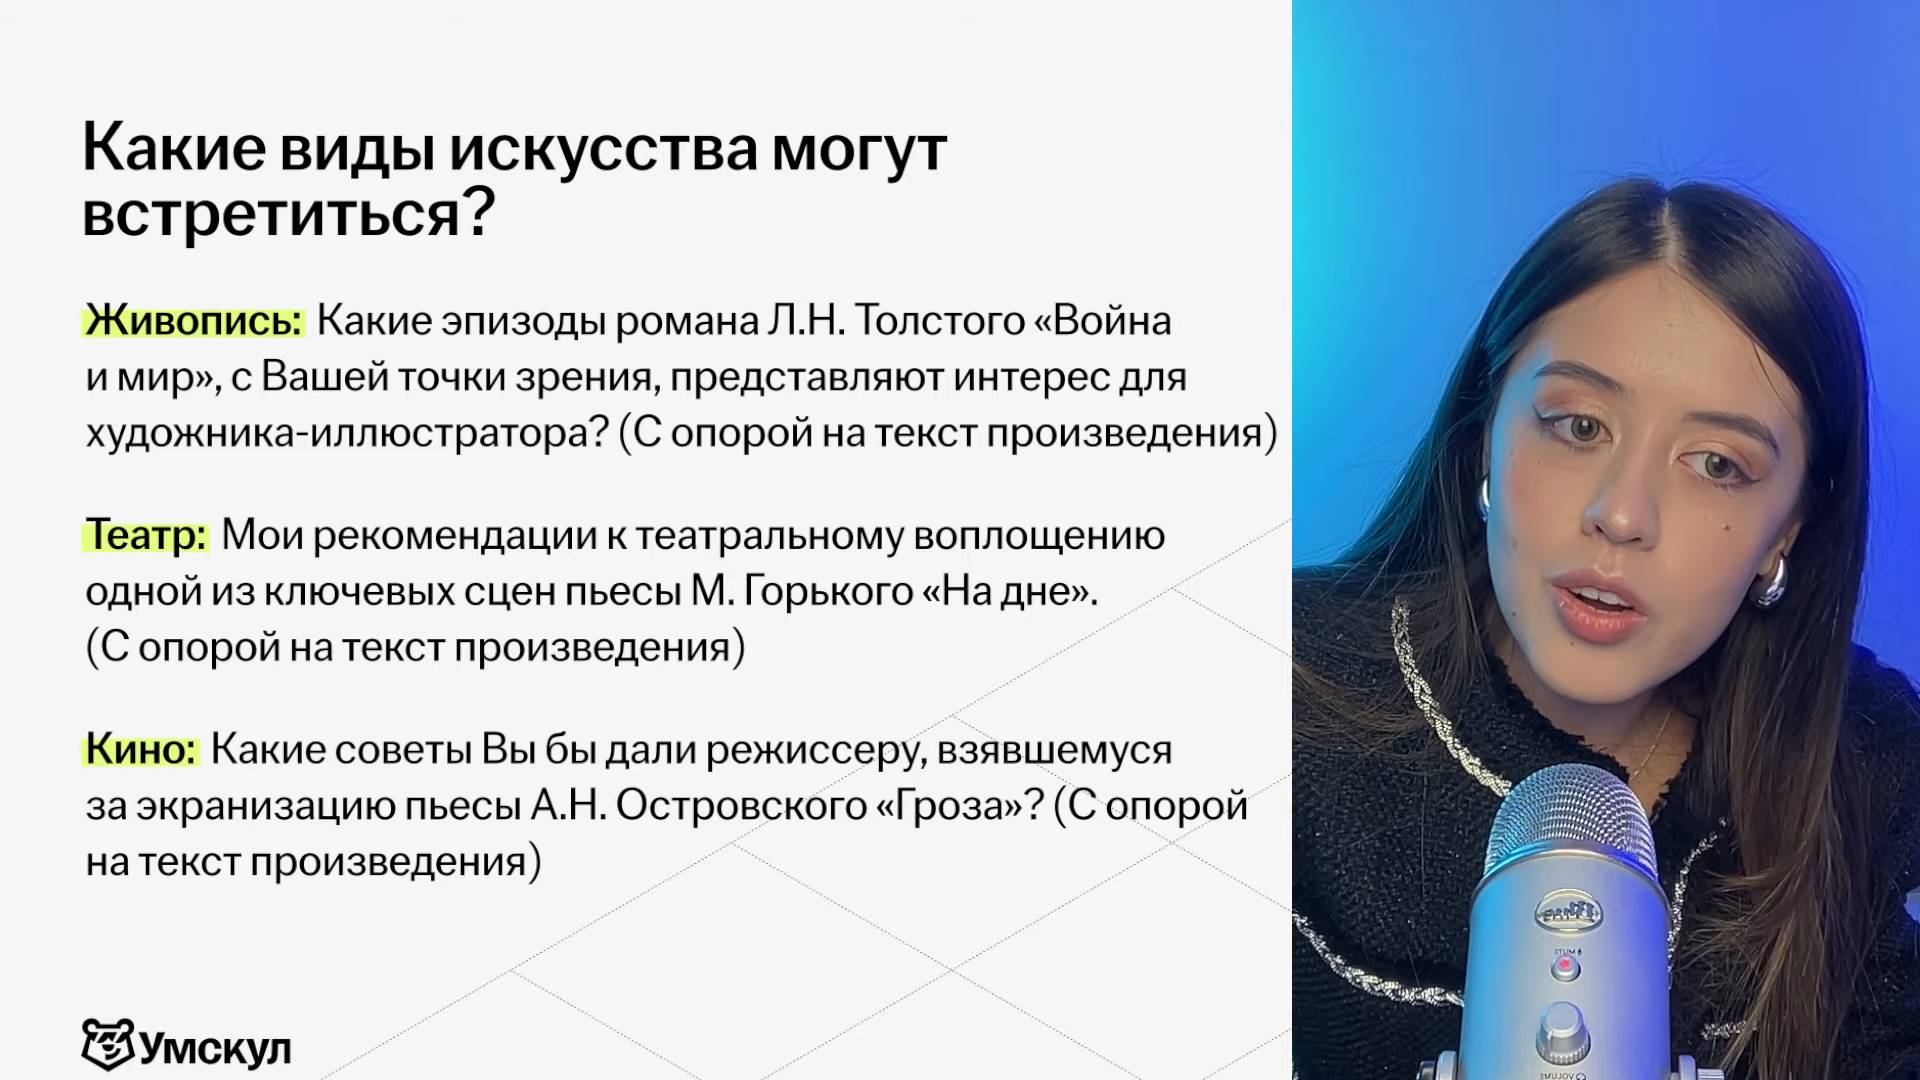 Какие виды искусства могут
встретиться?
Живопись: Какие эпизоды романа Л.Н. Толстого «Война
и мир», с Вашей точки зрения, представляют интерес для
художника-иллюстратора? (С опорой на текст произведения)
Театр: Мои рекомендации к театральному воплощению
одной из ключевых сцен пьесы М. Горького «На дне».
(С опорой на текст произведения)
Кино: Какие советы Вы бы дали режиссеру, взявшемуся
за экранизацию пьесы А.Н. Островского «Гроза»? (С опорой
на текст произведения)
Умскул
Blue
MUTE
VOLUME